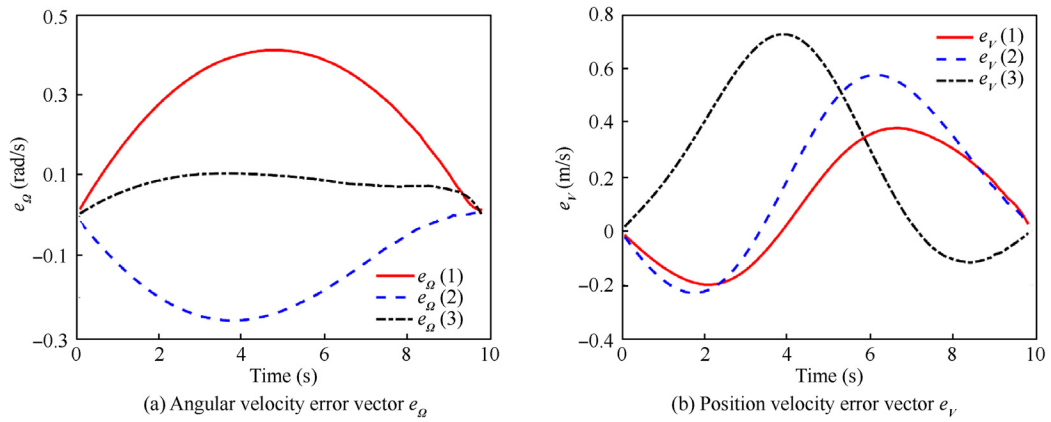 0.5
0.3
0.1
−0.1
−0.3
e_Ω (rad/s)
e_Ω (1)
e_Ω (2)
e_Ω (3)
0 2 4 6 8 10
Time (s)
(a) Angular velocity error vector e_Ω
0.8
0.6
0.4
0.2
0
−0.2
−0.4
e_V (m/s)
e_V (1)
e_V (2)
e_V (3)
0 2 4 6 8 10
Time (s)
(b) Position velocity error vector e_V